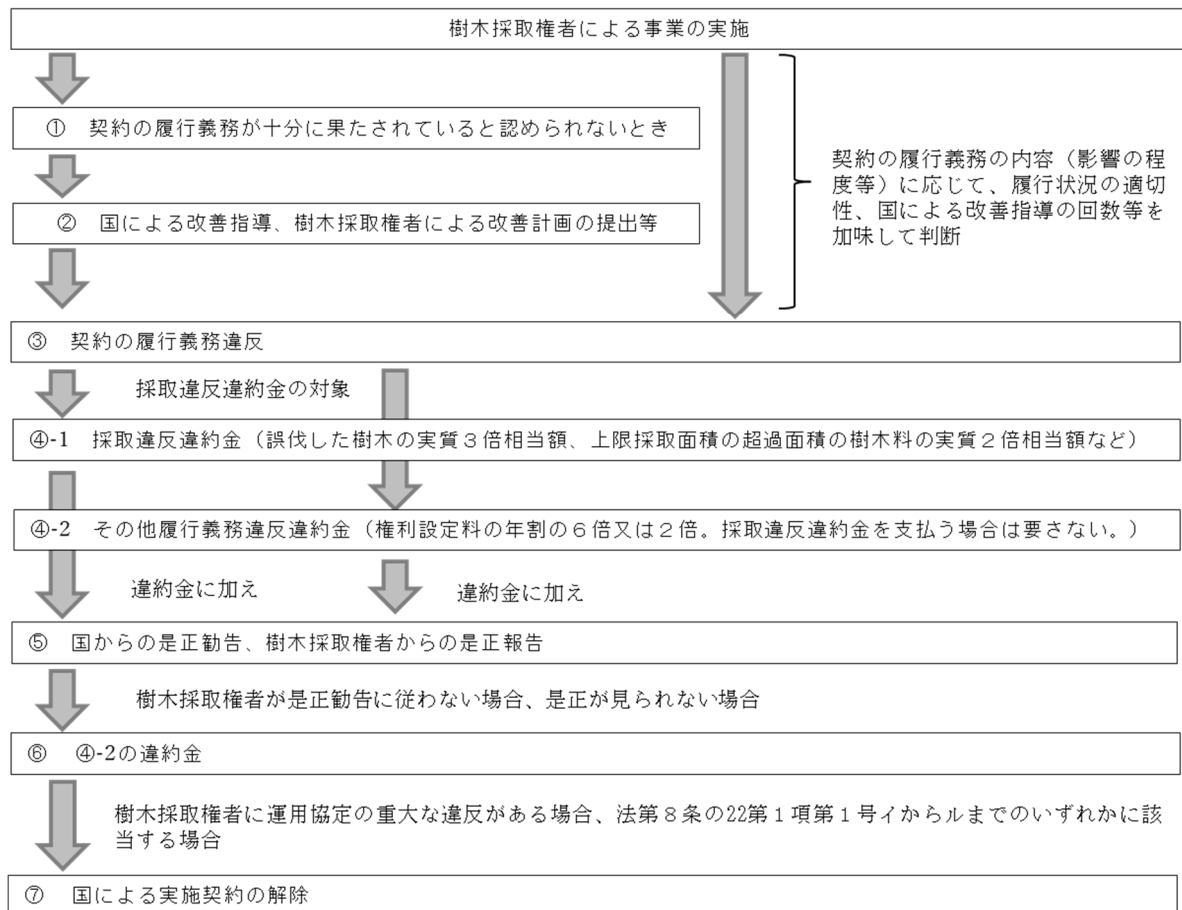 樹木採取権者による事業の実施
① 契約の履行義務が十分に果たされていると認められないとき
② 国による改善指導、樹木採取権者による改善計画の提出等
契約の履行義務の内容（影響の程
度等）に応じて、履行状況の適切
性、国による改善指導の回数等を
加味して判断
③ 契約の履行義務違反
採取違反違約金の対象
④-1 採取違反違約金（誤伐した樹木の実質３倍相当額、上限採取面積の超過面積の樹木料の実質２倍相当額など）
④-2 その他履行義務違反違約金（権利設定料の年割の６倍又は２倍。採取違反違約金を支払う場合は要さない。）
違約金に加え
違約金に加え
⑤ 国からの是正勧告、樹木採取権者からの是正報告
樹木採取権者が是正勧告に従わない場合、是正が見られない場合
⑥ ④-2の違約金
樹木採取権者に運用協定の重大な違反がある場合、法第８条の22第１項第１号イからルまでのいずれかに該
当する場合
⑦ 国による実施契約の解除